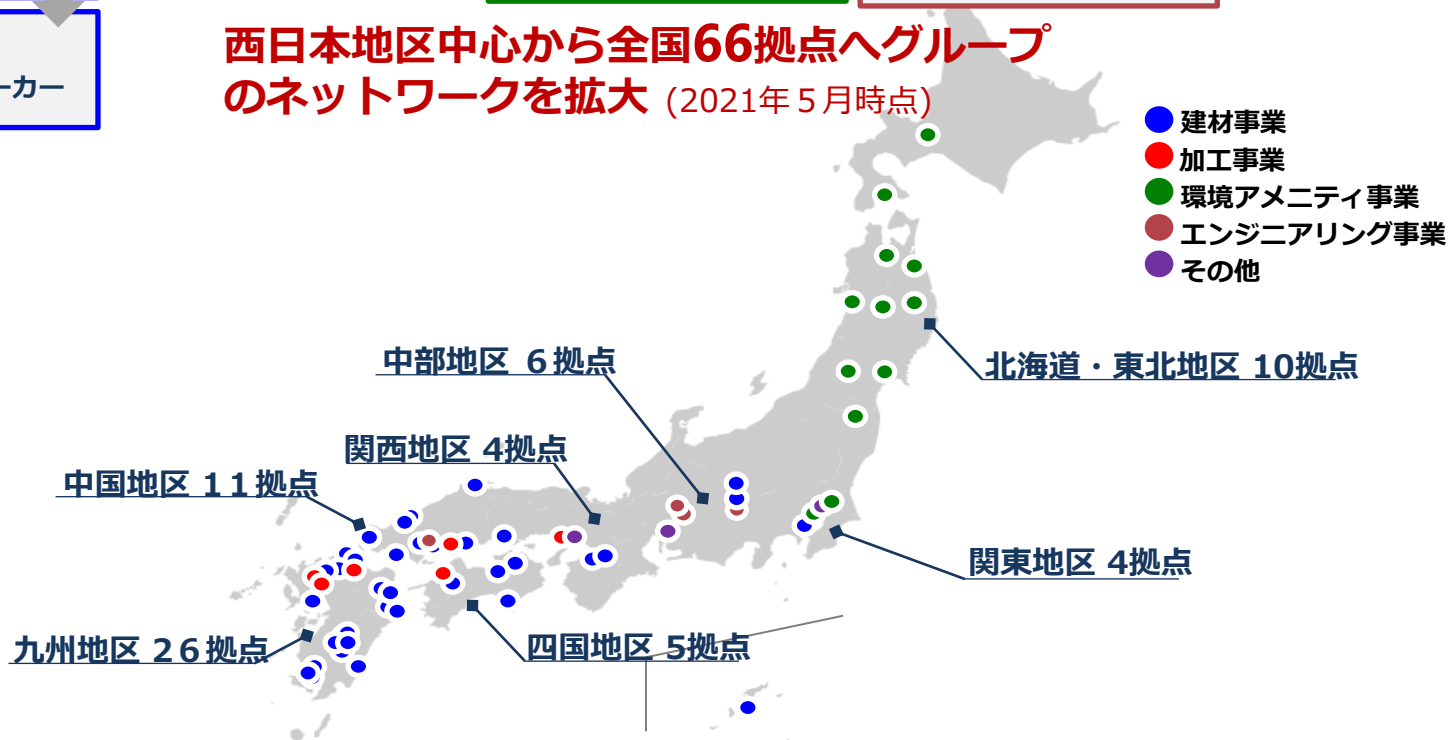 ーカー
西日本地区中心から全国66拠点へグループ
のネットワークを拡大 (2021年５月時点)
建材事業
加工事業
環境アメニティ事業
エンジニアリング事業
その他
中部地区 ６拠点
北海道・東北地区 10拠点
関西地区 4拠点
中国地区 １１拠点
関東地区 4拠点
九州地区 ２６拠点
四国地区 5拠点